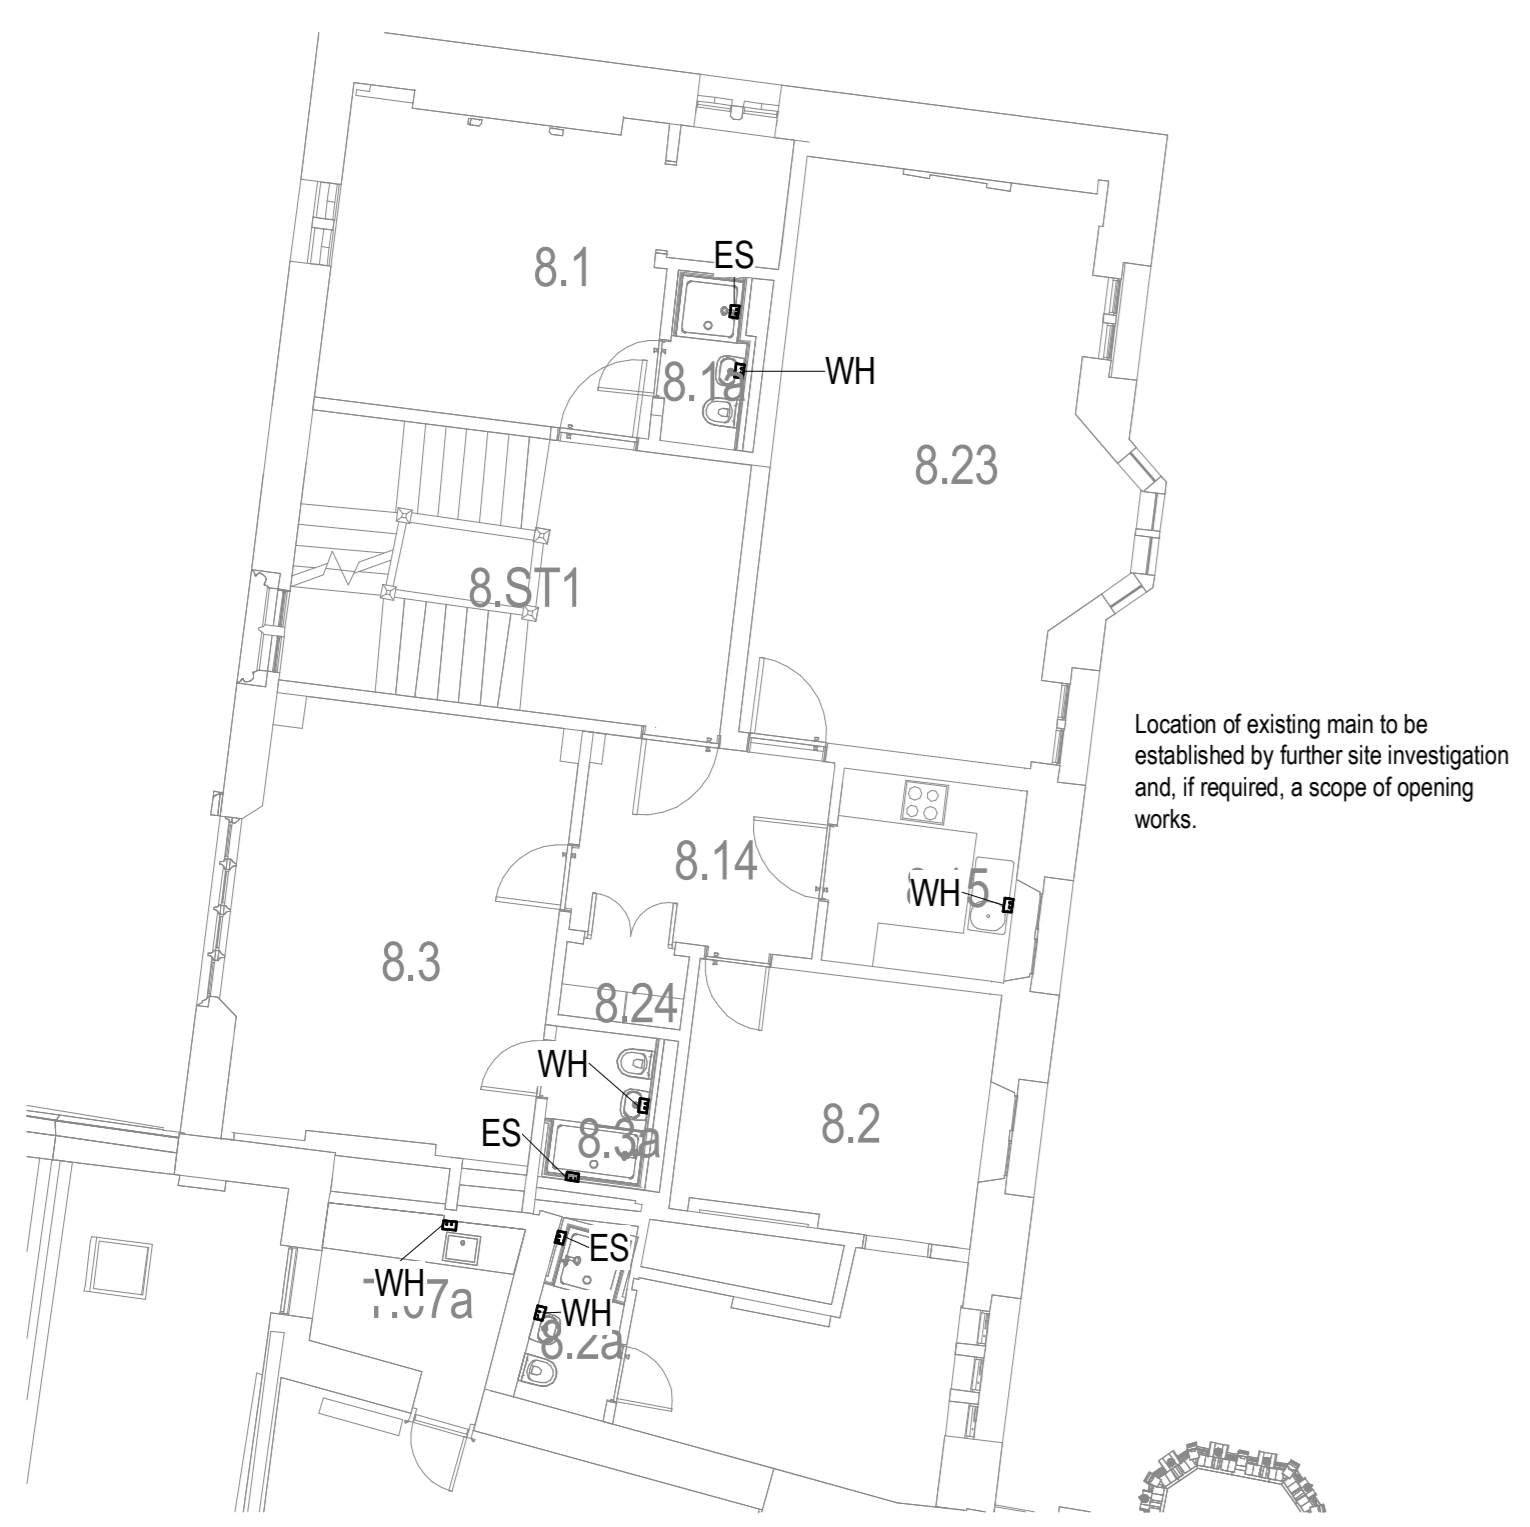 ES
8.1
WH
8.1a
8.23
8.ST1
Location of existing main to be
established by further site investigation
and, if required, a scope of opening
works.
8.14
WH
8.3
8.24
WH
8.2
ES
8.3a
ES
WH
WH
8.2a